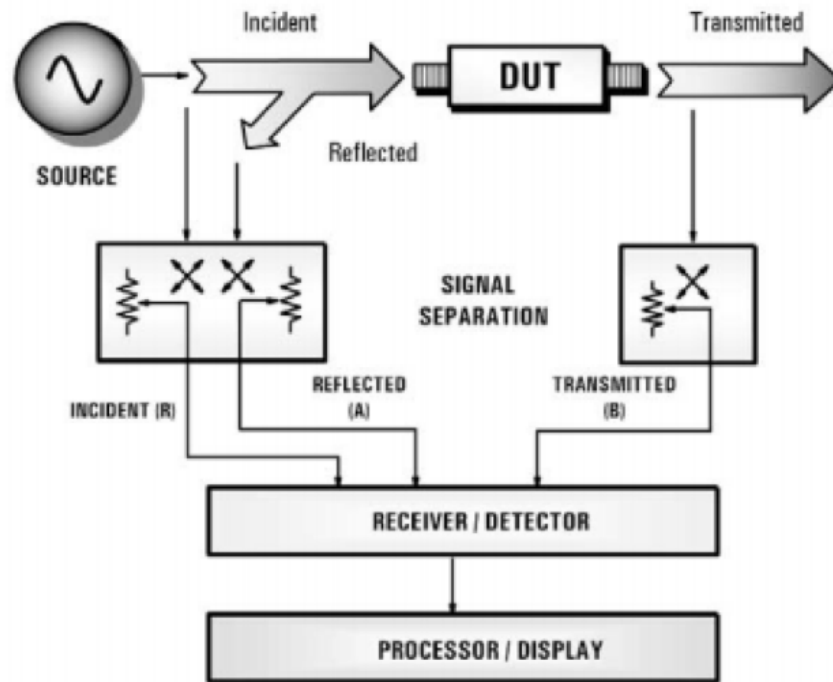 Incident
Transmitted
DUT
Reflected
SOURCE
SIGNAL
SEPARATION
INCIDENT (R)
REFLECTED
(A)
TRANSMITTED
(B)
RECEIVER / DETECTOR
PROCESSOR / DISPLAY